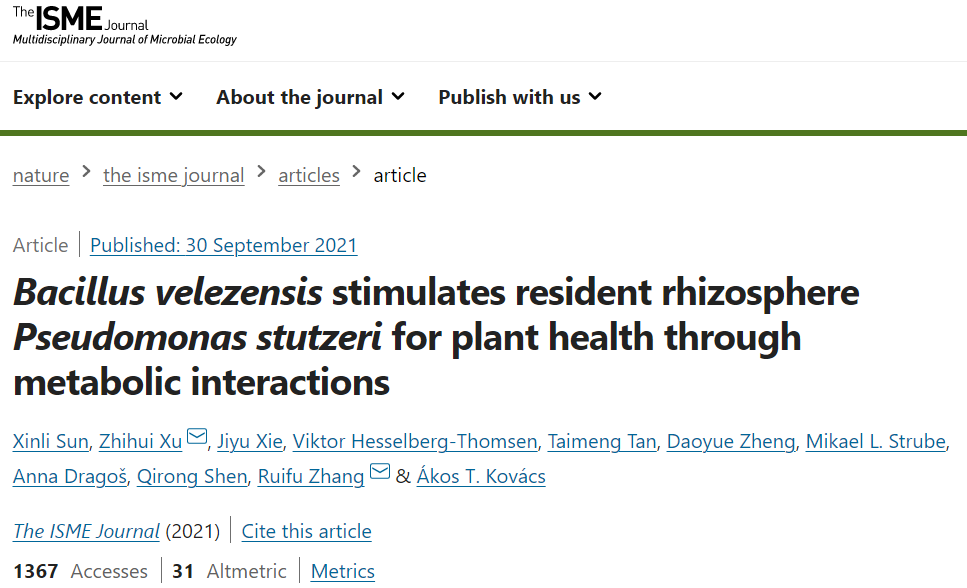 The ISME Journal
Multidisciplinary Journal of Microbial Ecology
Explore content About the journal Publish with us
nature > the isme journal > articles > article
Article | Published: 30 September 2021
Bacillus velezensis stimulates resident rhizosphere
Pseudomonas stutzeri for plant health through
metabolic interactions
Xinli Sun, Zhihui Xu, Jiyu Xie, Viktor Hesselberg-Thomsen, Taimeng Tan, Daoyue Zheng, Mikael L. Strube,
Anna Dragoš, Qirong Shen, Ruifu Zhang & Ákos T. Kovács
The ISME Journal (2021) | Cite this article
1367 Accesses | 31 Altmetric | Metrics